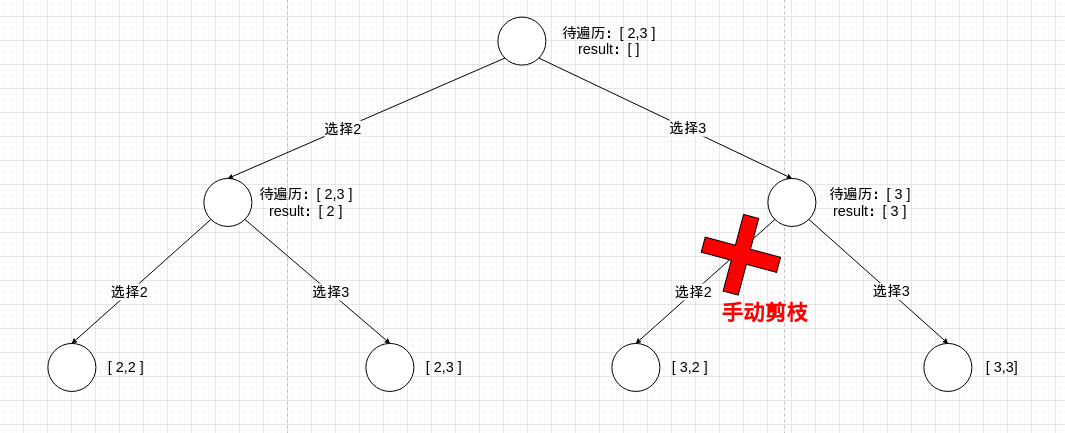 待遍历：[ 2,3 ]
result：[ ]
选择2
选择3
待遍历：[ 2,3 ]
result：[ 2 ]
待遍历：[ 3 ]
result：[ 3 ]
选择2
选择3
选择2
选择3
手动剪枝
[ 2,2 ]
[ 2,3 ]
[ 3,2 ]
[ 3,3]